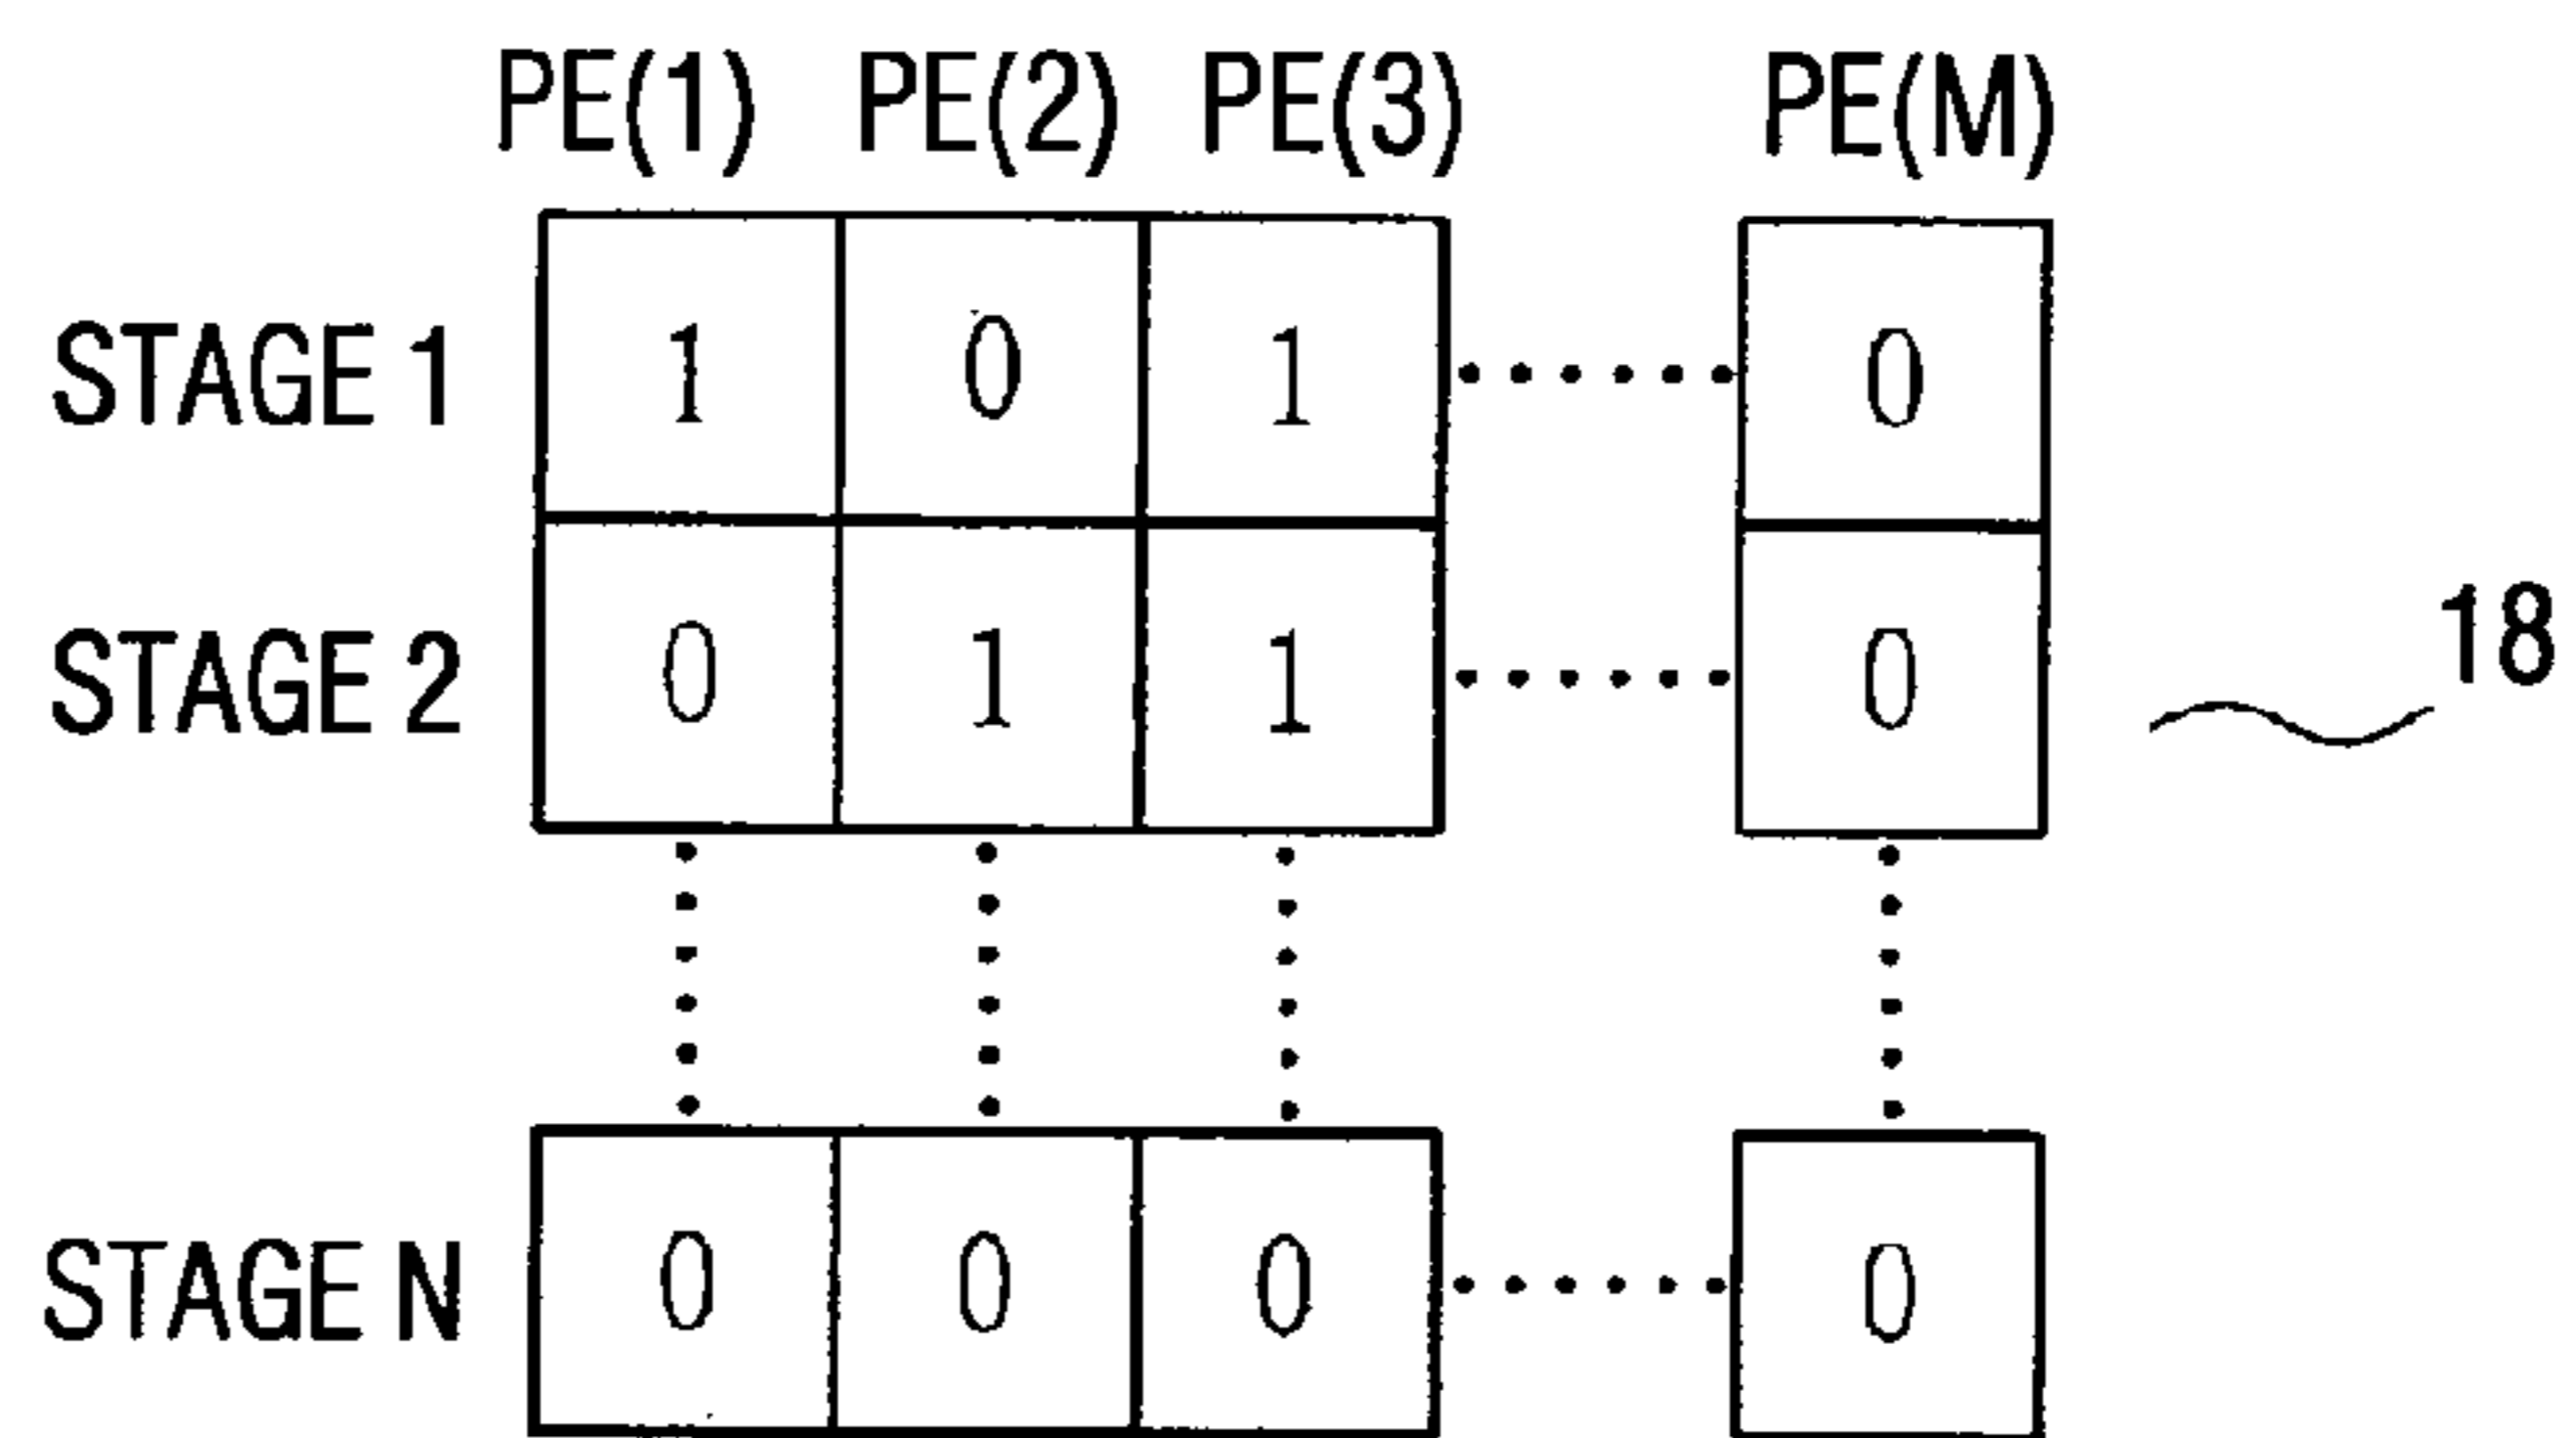 PE(1) PE(2) PE(3) PE(M)
STAGE 1 1 0 1 0
STAGE 2 0 1 1 0
18
STAGE N 0 0 0 0